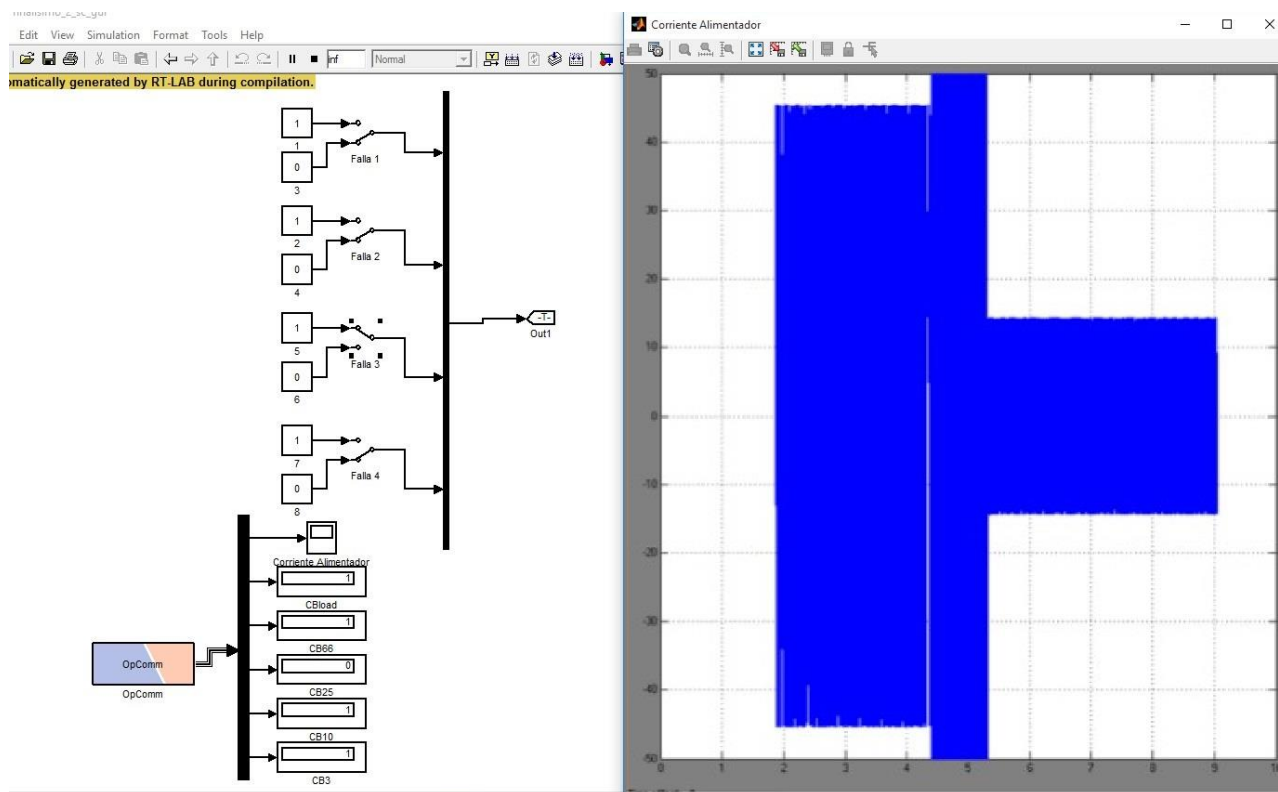 finalisimo_2_sc_gui
Edit View Simulation Format Tools Help
inf Normal
omatically generated by RT-LAB during compilation.
1
1
0
3
Falla 1
1
2
0
4
Falla 2
1
5
0
6
Falla 3
1
7
0
8
Falla 4
-T-
Out1
Corriente Alimentador
1
CBload
1
CB66
0
CB25
1
CB10
1
CB3
OpComm
OpComm
Corriente Alimentador
50
40
30
20
10
0
-10
-20
-30
-40
-50
0 1 2 3 4 5 6 7 8 9 10